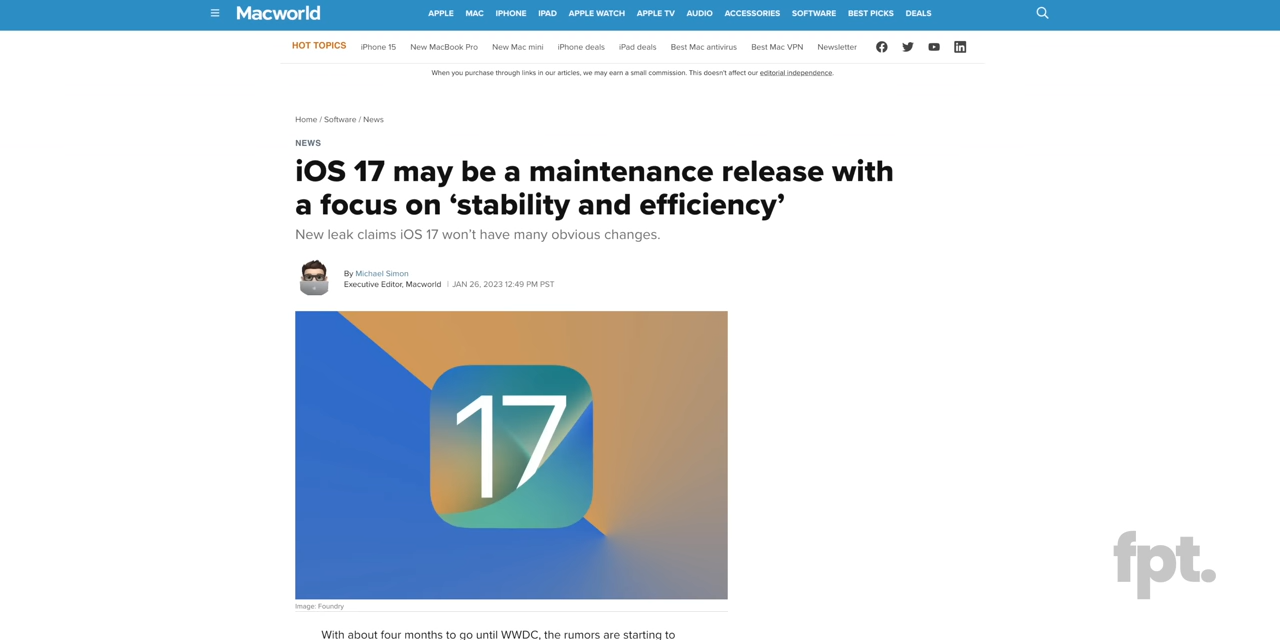 Macworld
APPLE MAC IPHONE IPAD APPLE WATCH APPLE TV AUDIO ACCESSORIES SOFTWARE BEST PICKS DEALS
HOT TOPICS iPhone 15 New MacBook Pro New Mac mini iPhone deals iPad deals Best Mac antivirus Best Mac VPN Newsletter
When you purchase through links in our articles, we may earn a small commission. This doesn't affect our editorial independence.
Home / Software / News
NEWS
iOS 17 may be a maintenance release with
a focus on ‘stability and efficiency’
New leak claims iOS 17 won’t have many obvious changes.
By Michael Simon
Executive Editor, Macworld | JAN 26, 2023 12:49 PM PST
17
Image: Foundry
With about four months to go until WWDC, the rumors are starting to
fpt.